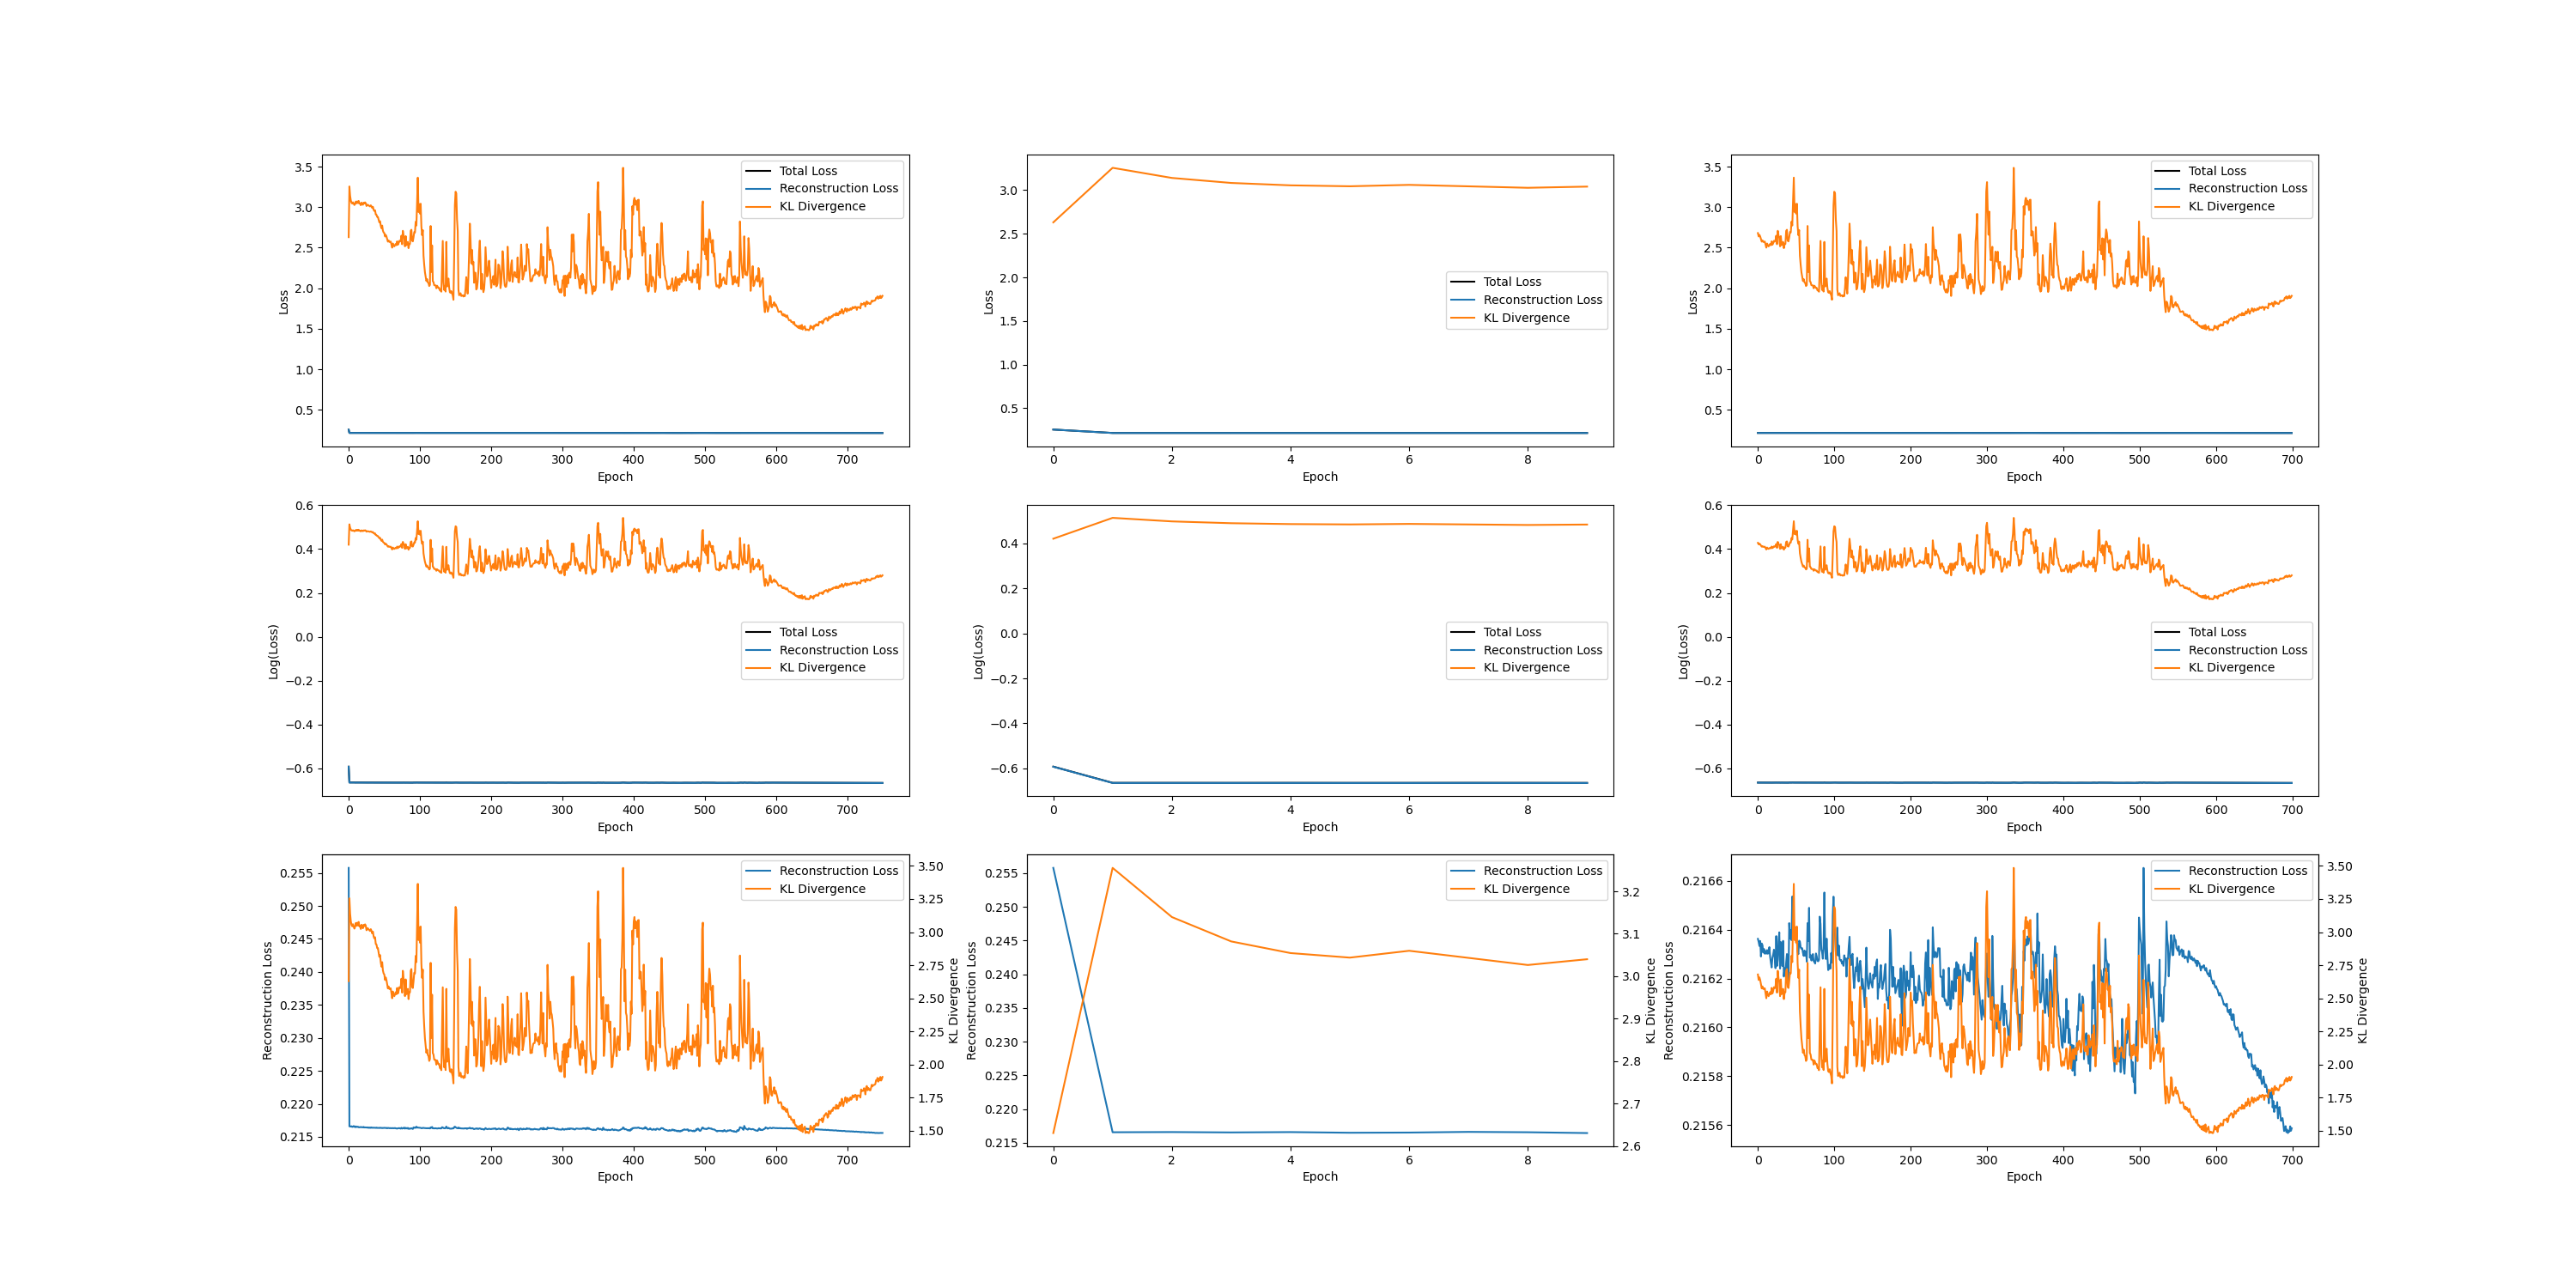 3.5
3.0
2.5
2.0
1.5
1.0
0.5
Loss
0 100 200 300 400 500 600 700
Epoch
Total Loss
Reconstruction Loss
KL Divergence
3.0
2.5
2.0
1.5
1.0
0.5
Loss
0 2 4 6 8
Epoch
Total Loss
Reconstruction Loss
KL Divergence
3.5
3.0
2.5
2.0
1.5
1.0
0.5
Loss
0 100 200 300 400 500 600 700
Epoch
Total Loss
Reconstruction Loss
KL Divergence
0.6
0.4
0.2
0.0
−0.2
−0.4
−0.6
Log(Loss)
0 100 200 300 400 500 600 700
Epoch
Total Loss
Reconstruction Loss
KL Divergence
0.4
0.2
0.0
−0.2
−0.4
−0.6
Log(Loss)
0 2 4 6 8
Epoch
Total Loss
Reconstruction Loss
KL Divergence
0.6
0.4
0.2
0.0
−0.2
−0.4
−0.6
Log(Loss)
0 100 200 300 400 500 600 700
Epoch
Total Loss
Reconstruction Loss
KL Divergence
0.255
0.250
0.245
0.240
0.235
0.230
0.225
0.220
0.215
Reconstruction Loss
0 100 200 300 400 500 600 700
Epoch
Reconstruction Loss
KL Divergence
3.50
3.25
3.00
2.75
2.50
2.25
2.00
1.75
1.50
KL Divergence
0.255
0.250
0.245
0.240
0.235
0.230
0.225
0.220
0.215
Reconstruction Loss
0 2 4 6 8
Epoch
Reconstruction Loss
KL Divergence
3.2
3.1
3.0
2.9
2.8
2.7
2.6
KL Divergence
0.2166
0.2164
0.2162
0.2160
0.2158
0.2156
Reconstruction Loss
0 100 200 300 400 500 600 700
Epoch
Reconstruction Loss
KL Divergence
3.50
3.25
3.00
2.75
2.50
2.25
2.00
1.75
1.50
KL Divergence